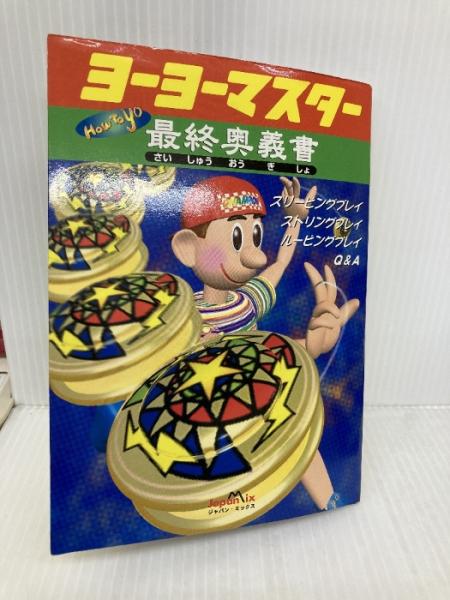 ヨーヨーマスター
How To yo
最終奥義書
さい しゅう おう ぎ しょ
スリーピングプレイ
ストリングプレイ
ルーピングプレイ
Q&A
JapanMix
ジャパン・ミックス